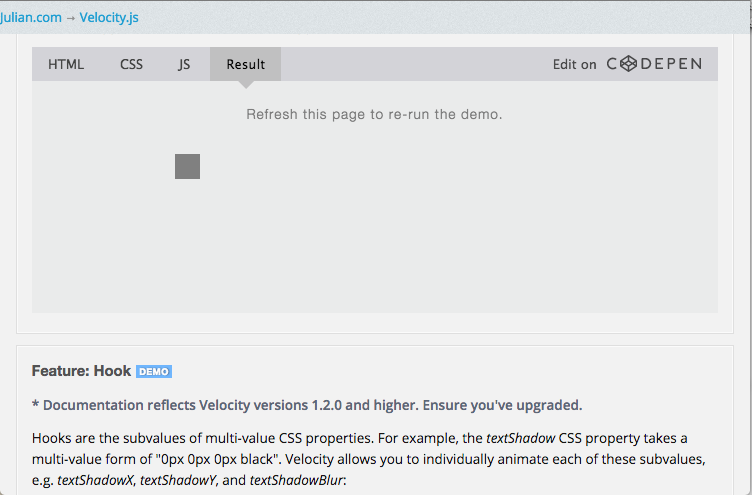 Julian.com → Velocity.js
HTML CSS JS Result Edit on CODEPEN
Refresh this page to re-run the demo.
Feature: Hook DEMO
* Documentation reflects Velocity versions 1.2.0 and higher. Ensure you've upgraded.
Hooks are the subvalues of multi-value CSS properties. For example, the textShadow CSS property takes a
multi-value form of "0px 0px 0px black". Velocity allows you to individually animate each of these subvalues,
e.g. textShadowX, textShadowY, and textShadowBlur: